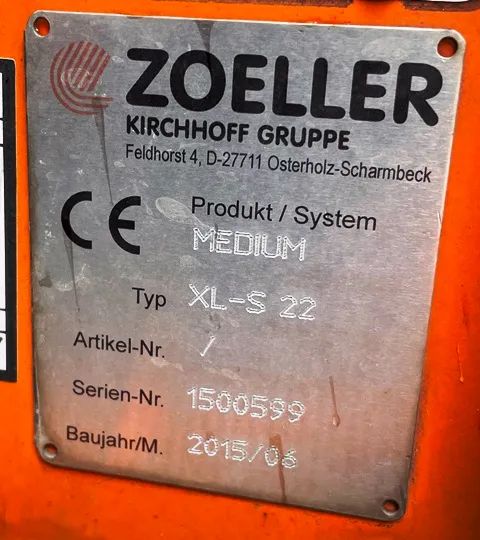 ZOELLER
KIRCHHOFF GRUPPE
Feldhorst 4, D-27711 Osterholz-Scharmbeck
CE Produkt / System
MEDIUM
Typ XL-S 22
Artikel-Nr. /
Serien-Nr. 1500599
Baujahr/M. 2015/06